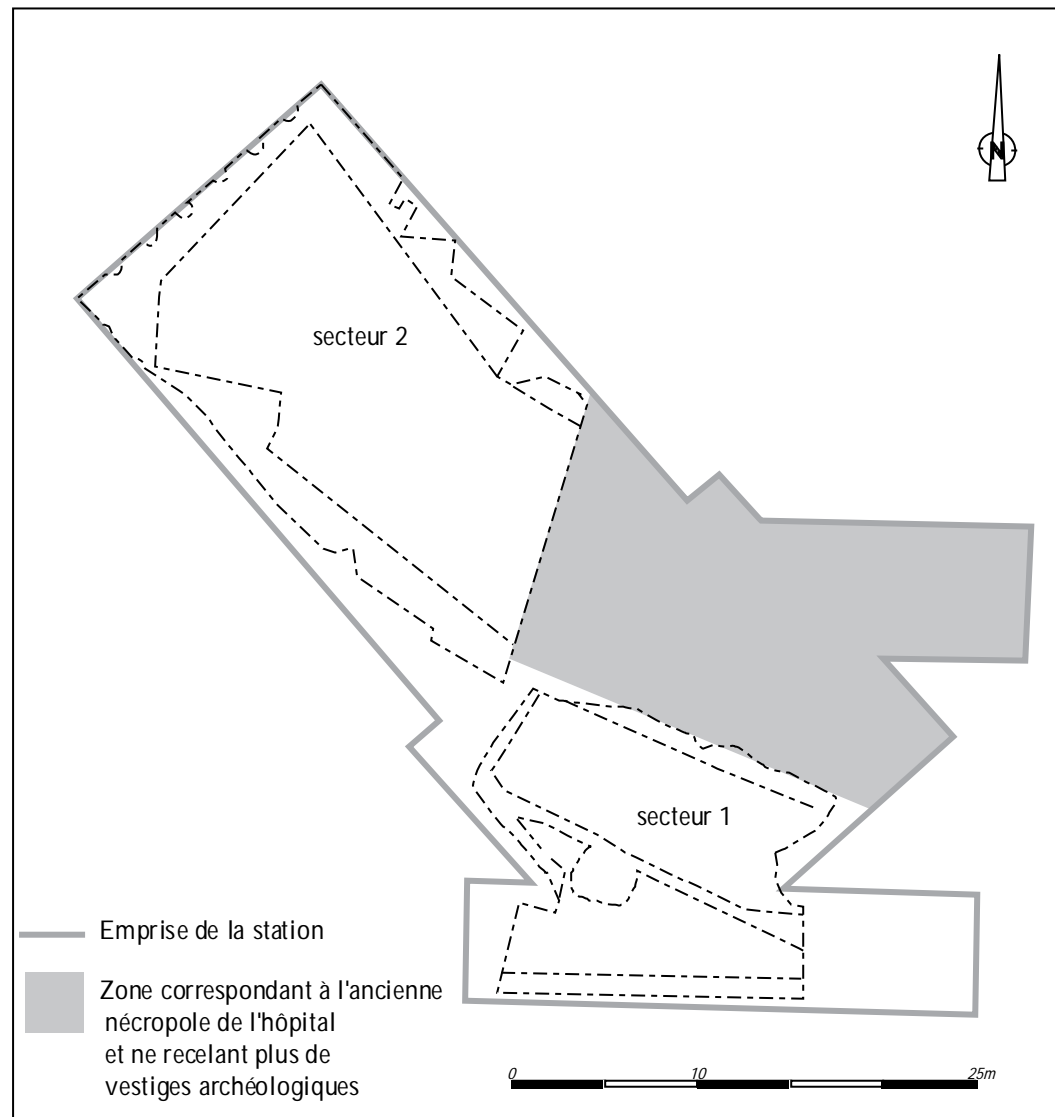 N
secteur 2
secteur 1
Emprise de la station
Zone correspondant à l'ancienne
nécropole de l'hôpital
et ne recelant plus de
vestiges archéologiques
0 10 25m